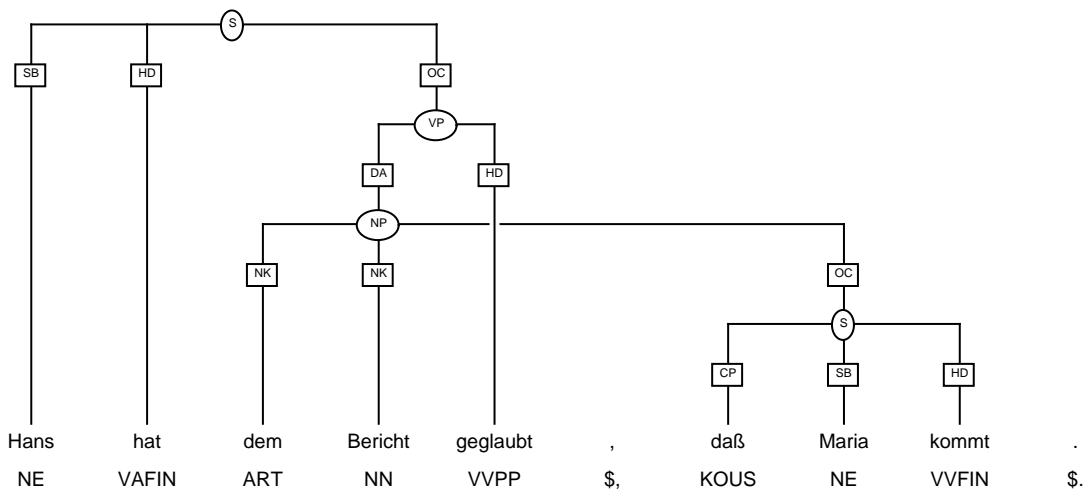 S
SB HD OC
VP
DA HD
NP
NK NK OC
S
CP SB HD
Hans hat dem Bericht geglaubt , daß Maria kommt .
NE VAFIN ART NN VVPP $, KOUS NE VVFIN $.